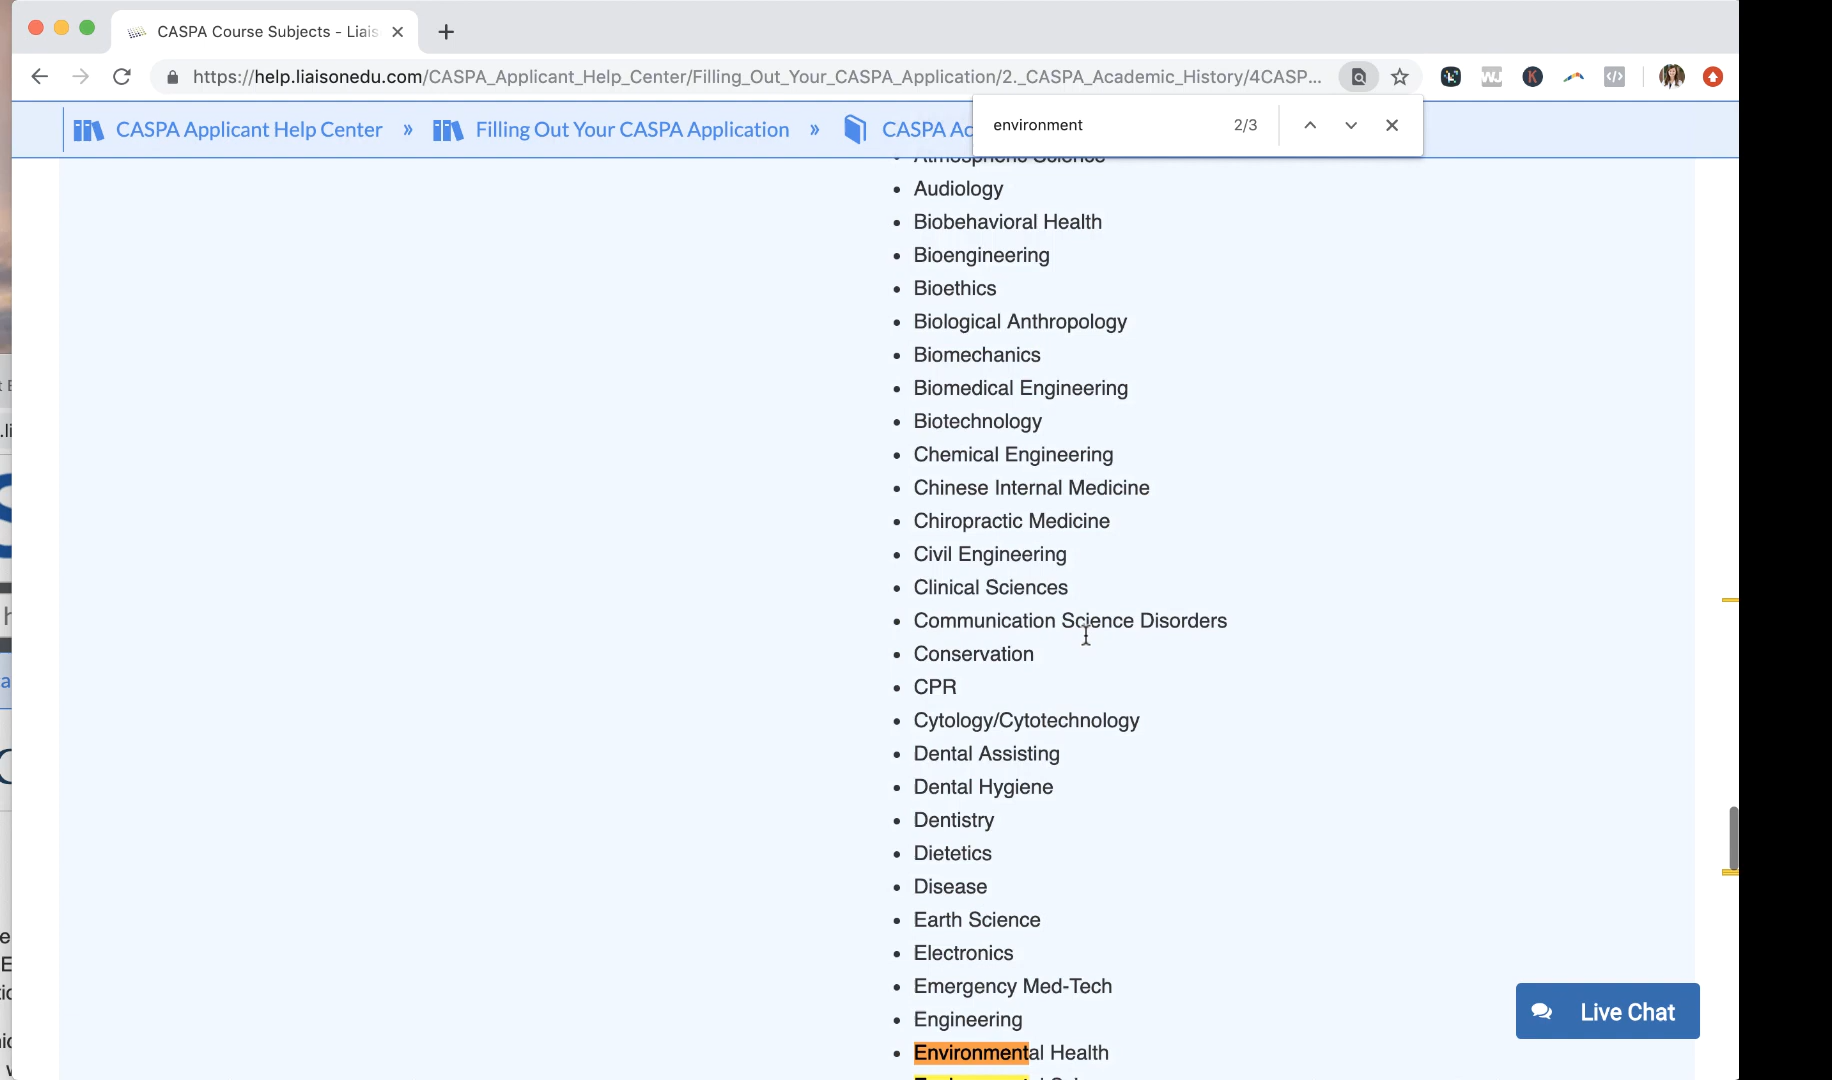 CASPA Course Subjects - Liais
https://help.liaisonedu.com/CASPA_Applicant_Help_Center/Filling_Out_Your_CASPA_Application/2._CASPA_Academic_History/4CASP...
CASPA Applicant Help Center » Filling Out Your CASPA Application » CASPA Ac
environment 2/3
Atmospheric Science
• Audiology
• Biobehavioral Health
• Bioengineering
• Bioethics
• Biological Anthropology
• Biomechanics
• Biomedical Engineering
• Biotechnology
• Chemical Engineering
• Chinese Internal Medicine
• Chiropractic Medicine
• Civil Engineering
• Clinical Sciences
• Communication Science Disorders
• Conservation
• CPR
• Cytology/Cytotechnology
• Dental Assisting
• Dental Hygiene
• Dentistry
• Dietetics
• Disease
• Earth Science
• Electronics
• Emergency Med-Tech
• Engineering
• Environmental Health
Live Chat